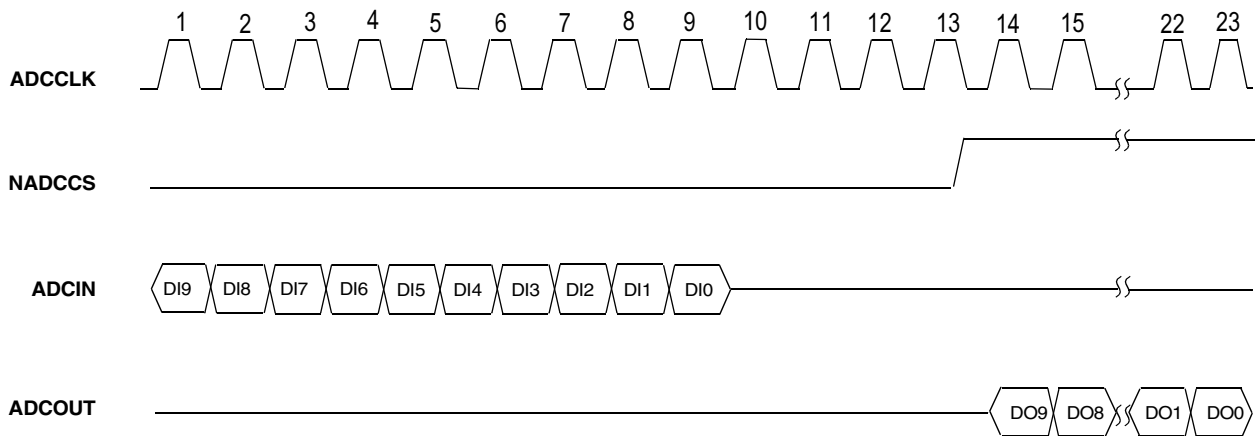 1 2 3 4 5 6 7 8 9 10 11 12 13 14 15 22 23
ADCCLK
NADCCS
ADCIN DI9 DI8 DI7 DI6 DI5 DI4 DI3 DI2 DI1 DI0
ADCOUT DO9 DO8 DO1 DO0